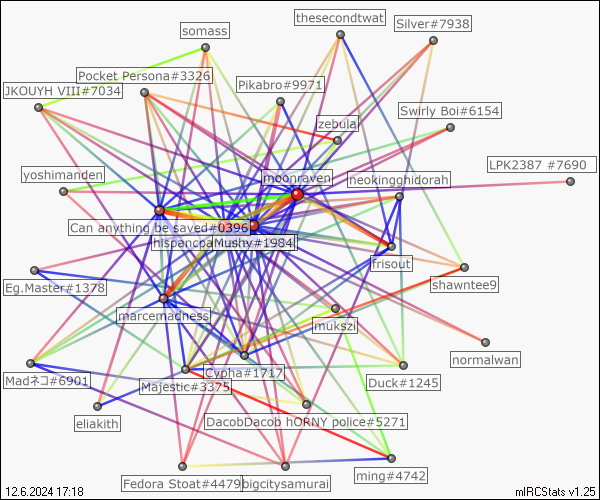 thesecondtwat
Silver#7938
somass
Pocket Persona#3326
Pikabro#9971
JKOUYH VIII#7034
Swirly Boi#6154
zebula
LPK2387 #7690
yoshimanden
moonraven
neokingghidorah
Can anything be saved#0396
hispancpa
Mushy#1984
frisout
Eg.Master#1378
shawntee9
marcemadness
mukszi
normalwan
Madネコ#6901
Cypha#1717
Majestic#3375
Duck#1245
eliakith
DacobDacob hORNY police#5271
ming#4742
Fedora Stoat#4479
bigcitysamurai
12.6.2024 17:18
mIRCStats v1.25